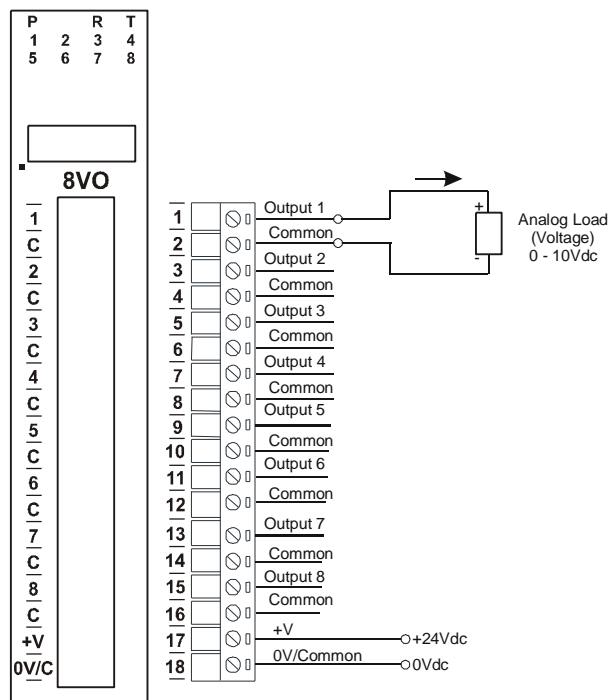 P R T
1 2 3 4
5 6 7 8
8VO
1
C
2
C
3
C
4
C
5
C
6
C
7
C
8
C
+V
0V/C
1 Output 1
2 Common
3 Output 2
4 Common
5 Output 3
6 Common
7 Output 4
8 Common
9 Output 5
10 Common
11 Output 6
12 Common
13 Output 7
14 Common
15 Output 8
16 Common
17 +V +24Vdc
18 0V/Common 0Vdc
+
-
Analog Load
(Voltage)
0 - 10Vdc